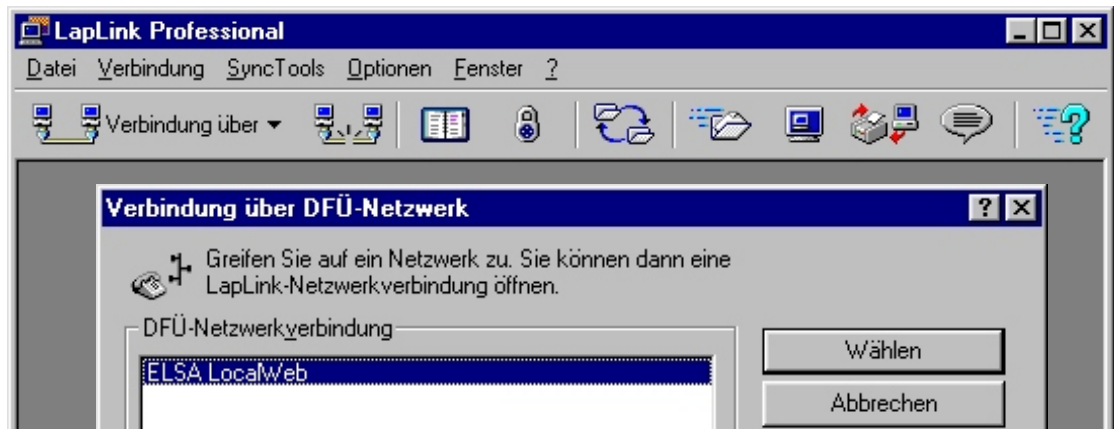 LapLink Professional
Datei Verbindung SyncTools Optionen Fenster ?
Verbindung über
Verbindung über DFÜ-Netzwerk
Greifen Sie auf ein Netzwerk zu. Sie können dann eine
LapLink-Netzwerkverbindung öffnen.
DFÜ-Netzwerkverbindung
ELSA LocalWeb
Wählen
Abbrechen